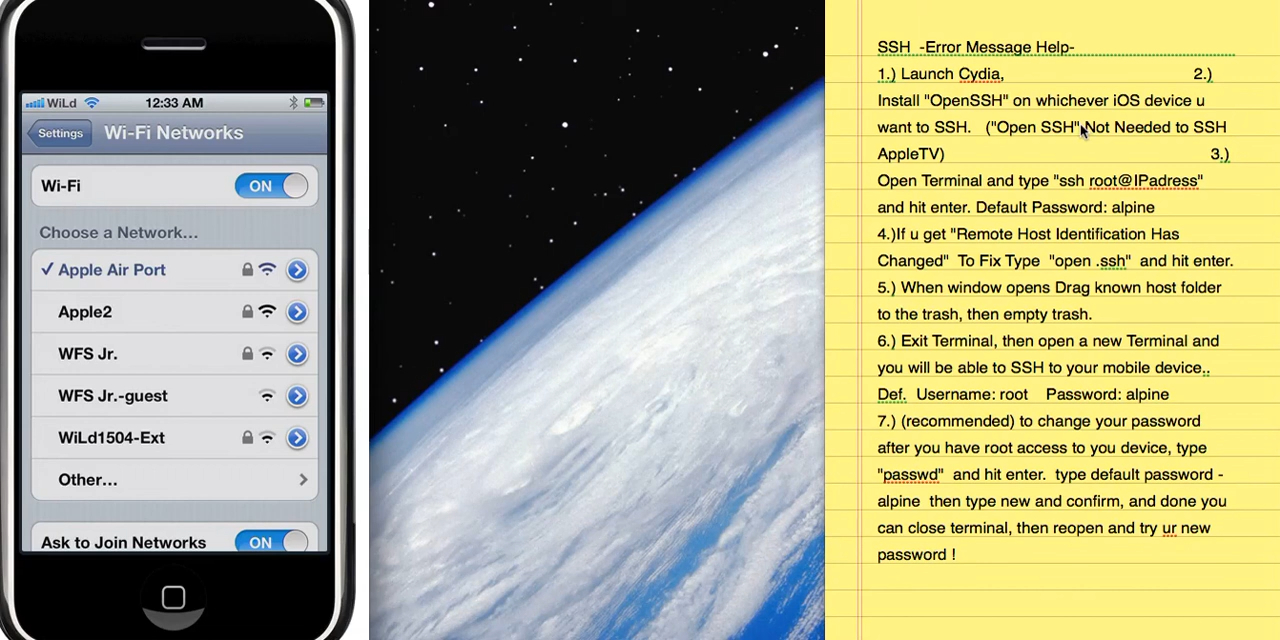 WiLd 12:33 AM
Settings Wi-Fi Networks
Wi-Fi ON
Choose a Network...
✓ Apple Air Port
Apple2
WFS Jr.
WFS Jr.-guest
WiLd1504-Ext
Other...
Ask to Join Networks ON
SSH -Error Message Help-
1.) Launch Cydia, 2.)
Install "OpenSSH" on whichever iOS device u
want to SSH. ("Open SSH" Not Needed to SSH
AppleTV) 3.)
Open Terminal and type "ssh root@IPadress"
and hit enter. Default Password: alpine
4.)If u get "Remote Host Identification Has
Changed" To Fix Type "open .ssh" and hit enter.
5.) When window opens Drag known host folder
to the trash, then empty trash.
6.) Exit Terminal, then open a new Terminal and
you will be able to SSH to your mobile device..
Def. Username: root Password: alpine
7.) (recommended) to change your password
after you have root access to you device, type
"passwd" and hit enter. type default password -
alpine then type new and confirm, and done you
can close terminal, then reopen and try ur new
password !